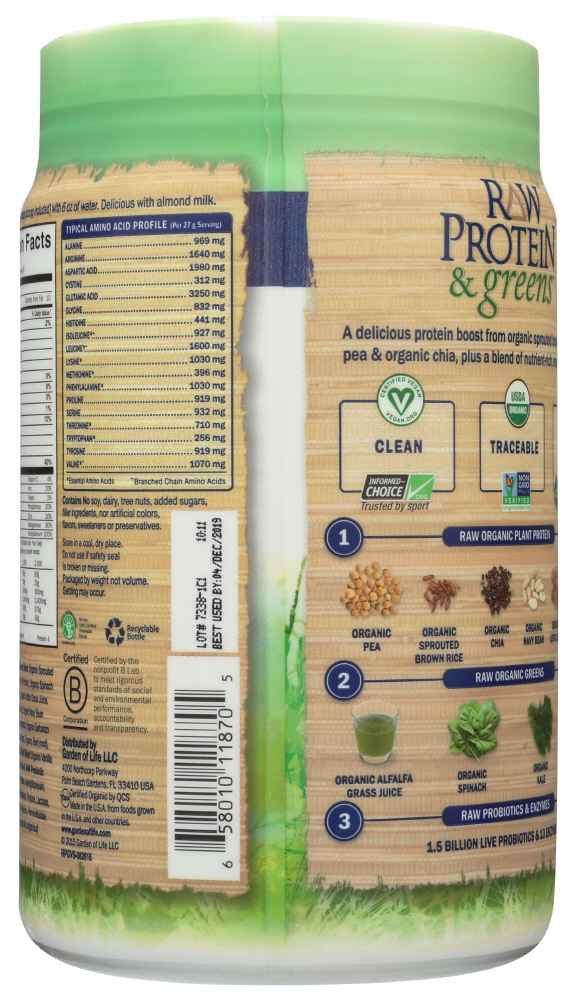 included) with 6 oz of water. Delicious with almond milk.
Facts
% Daily Value
TYPICAL AMINO ACID PROFILE (Per 27 g Serving)
ALANINE 969 mg
ARGININE 1640 mg
ASPARTIC ACID 1980 mg
CYSTINE 312 mg
GLUTAMIC ACID 3250 mg
GLYCINE 832 mg
HISTIDINE 441 mg
ISOLEUCINE*^ 927 mg
LEUCINE*^ 1600 mg
LYSINE* 1030 mg
METHIONINE* 396 mg
PHENYLALANINE* 1030 mg
PROLINE 919 mg
SERINE 932 mg
THREONINE* 710 mg
TRYPTOPHAN* 256 mg
TYROSINE 919 mg
VALINE*^ 1070 mg
*Essential Amino Acids ^Branched Chain Amino Acids
Contains No soy, dairy, tree nuts, added sugars,
filler ingredients, nor artificial colors,
flavors, sweeteners or preservatives.
Store in a cool, dry place.
Do not use if safety seal
is broken or missing.
Packaged by weight not volume.
Settling may occur.
Recyclable
Bottle
Certified
B
Corporation
Certified by the
nonprofit B Lab
to meet rigorous
standards of social
and environmental
performance,
accountability
and transparency.
Distributed by
Garden of Life LLC
4200 Northcorp Parkway
Palm Beach Gardens, FL 33410 USA
Certified Organic by QCS
Made in the U.S.A. from foods grown
in the U.S.A. and other countries.
www.gardenoflife.com
© 2015 Garden of Life LLC
LOT# 7338-1C1 10:11
BEST USED BY:04/DEC/2019
6 58010 11870 5
RAW
PROTEIN
& greens
A delicious protein boost from organic sprouted
pea & organic chia, plus a blend of nutrient-rich,
CERTIFIED VEGAN
VEGAN.ORG
CLEAN
INFORMED-
CHOICE
.ORG
Trusted by sport
USDA
ORGANIC
TRACEABLE
NON
GMO
VERIFIED
1
RAW ORGANIC PLANT PROTEIN
ORGANIC
PEA
ORGANIC
SPROUTED
BROWN RICE
ORGANIC
CHIA
ORGANIC
NAVY BEAN
2
RAW ORGANIC GREENS
ORGANIC ALFALFA
GRASS JUICE
ORGANIC
SPINACH
ORGANIC
KALE
3
RAW PROBIOTICS & ENZYMES
1.5 BILLION LIVE PROBIOTICS & 13